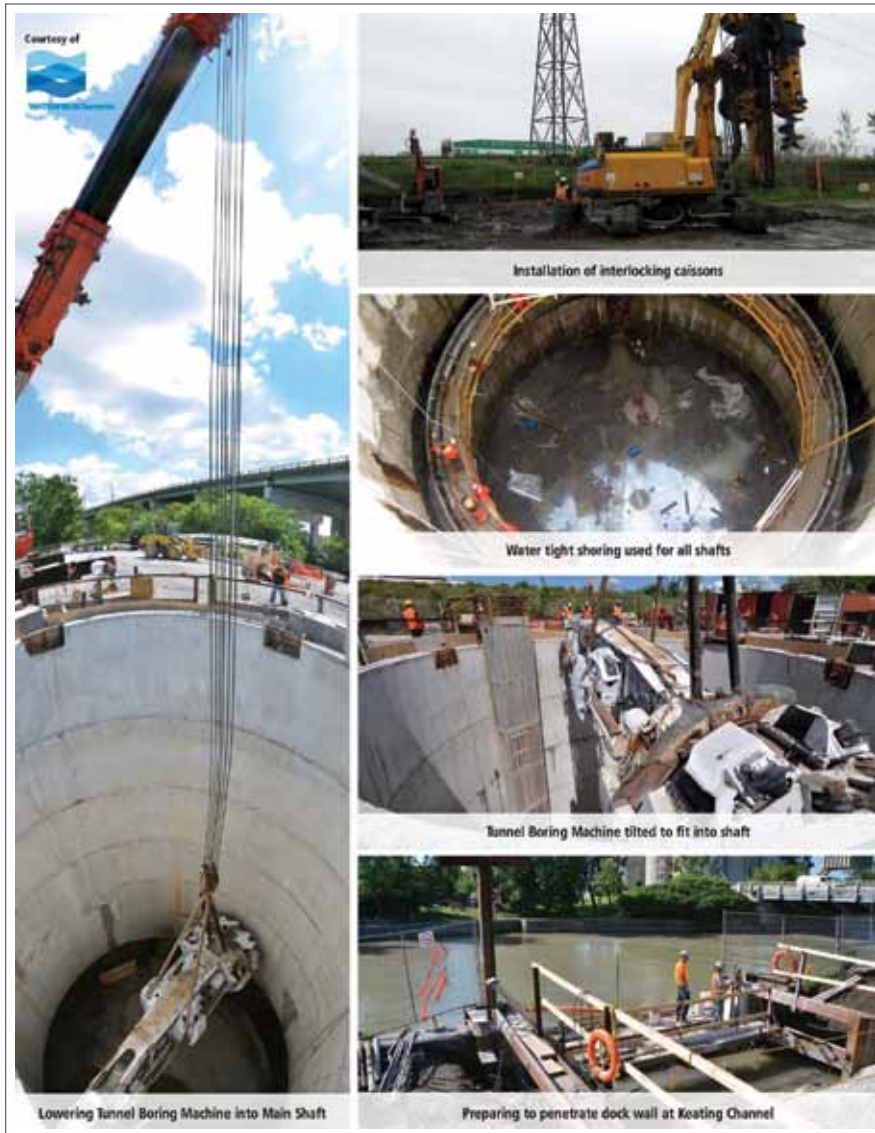 Courtesy of
Lowering Tunnel Boring Machine into Main Shaft
Installation of interlocking caissons
Water tight shoring used for all shafts
Tunnel Boring Machine tilted to fit into shaft
Preparing to penetrate dock wall at Keating Channel